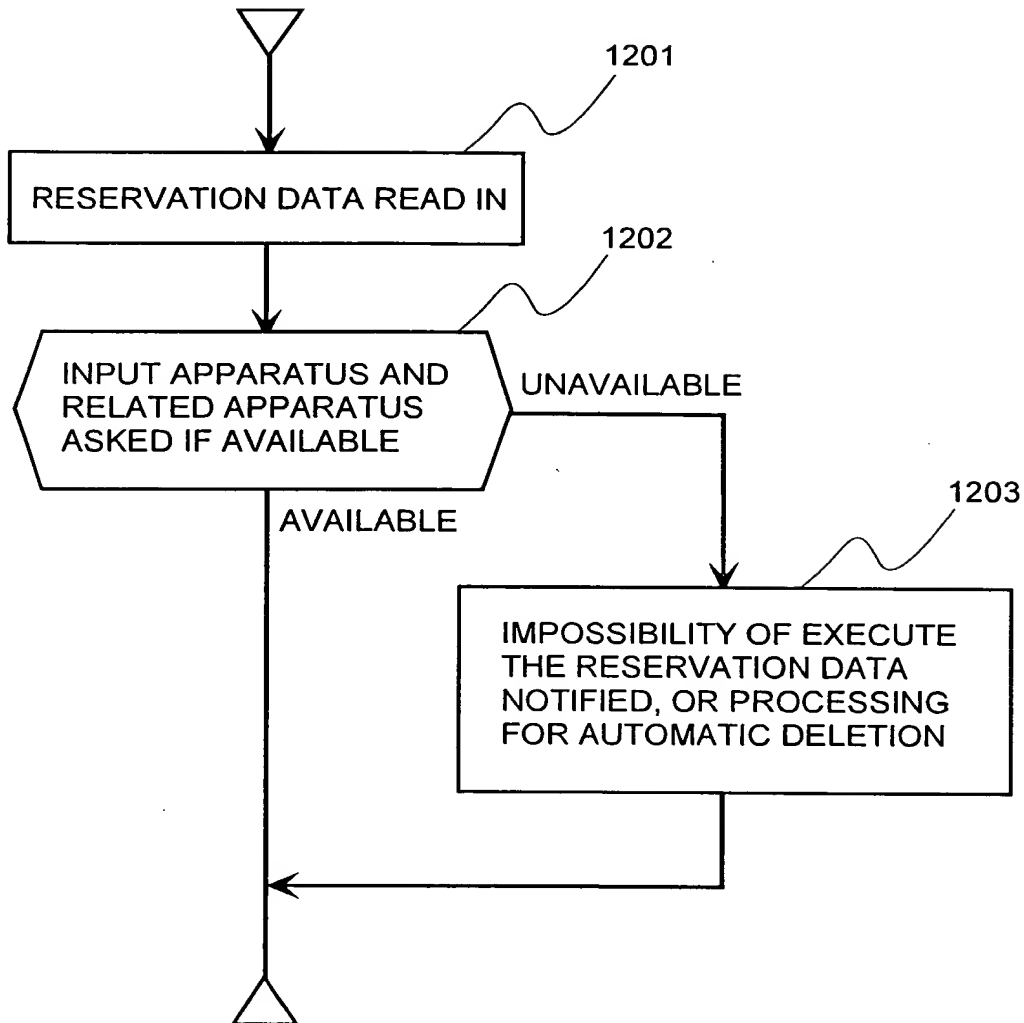 1201
RESERVATION DATA READ IN
1202
INPUT APPARATUS AND
RELATED APPARATUS
ASKED IF AVAILABLE
UNAVAILABLE
AVAILABLE
1203
IMPOSSIBILITY OF EXECUTE
THE RESERVATION DATA
NOTIFIED, OR PROCESSING
FOR AUTOMATIC DELETION